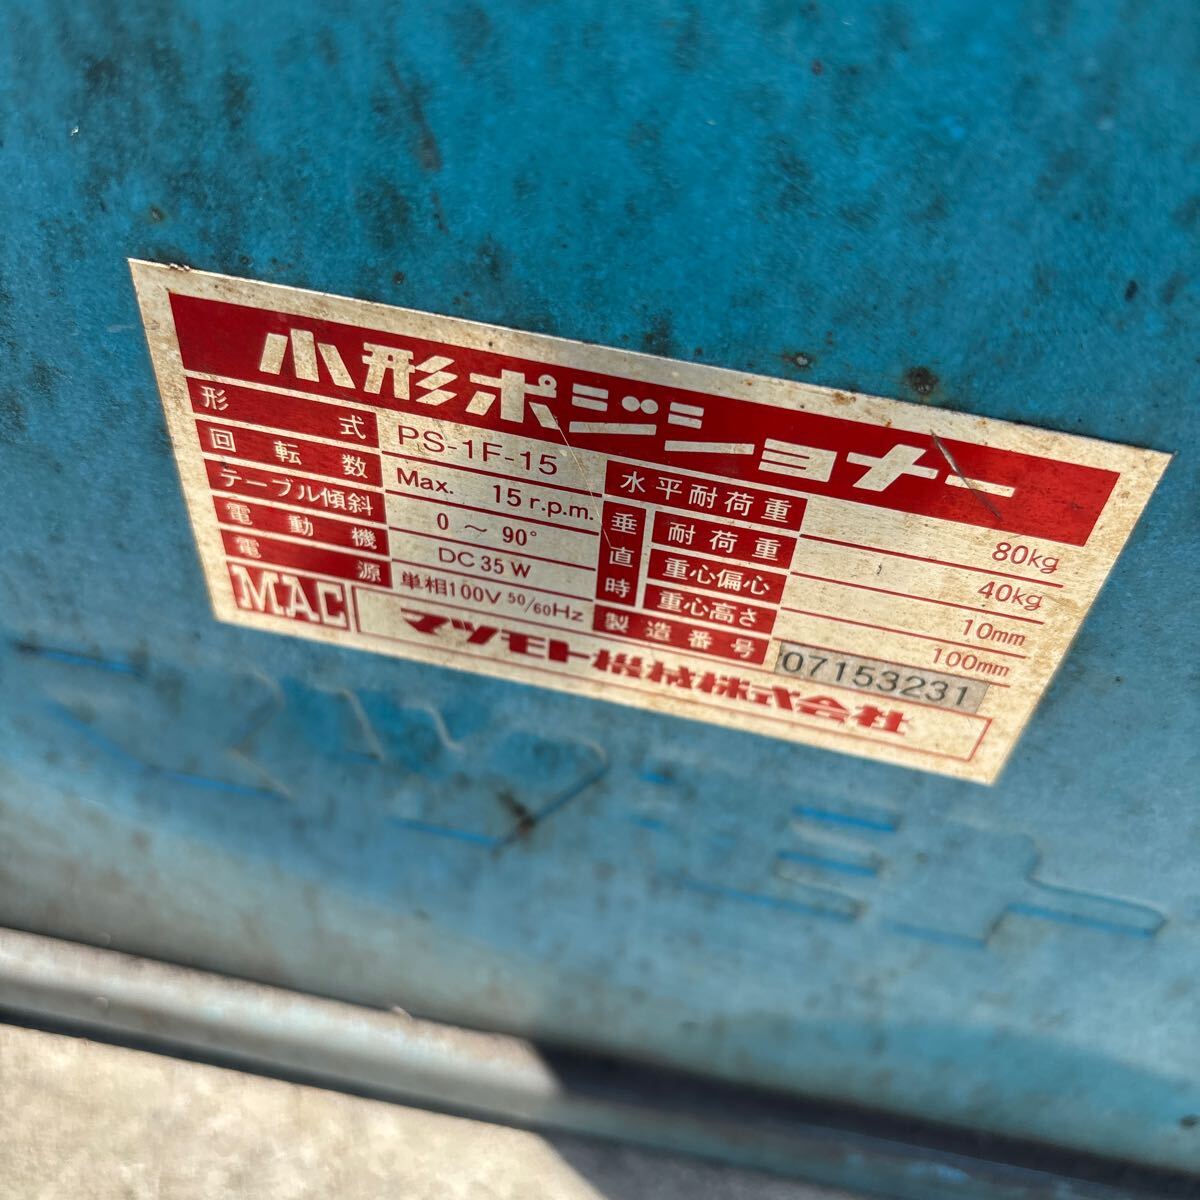 小形ポジショナー
形式 PS-1F-15
回転数 Max. 15 r.p.m.
テーブル傾斜 0 ～ 90°
電動機 DC 35 W
電源 単相100V 50/60Hz
水平耐荷重 80kg
垂直時 耐荷重 40kg
重心偏心 10mm
重心高さ 100mm
製造番号 07153231
MAC マツモト機械株式会社
マツモト